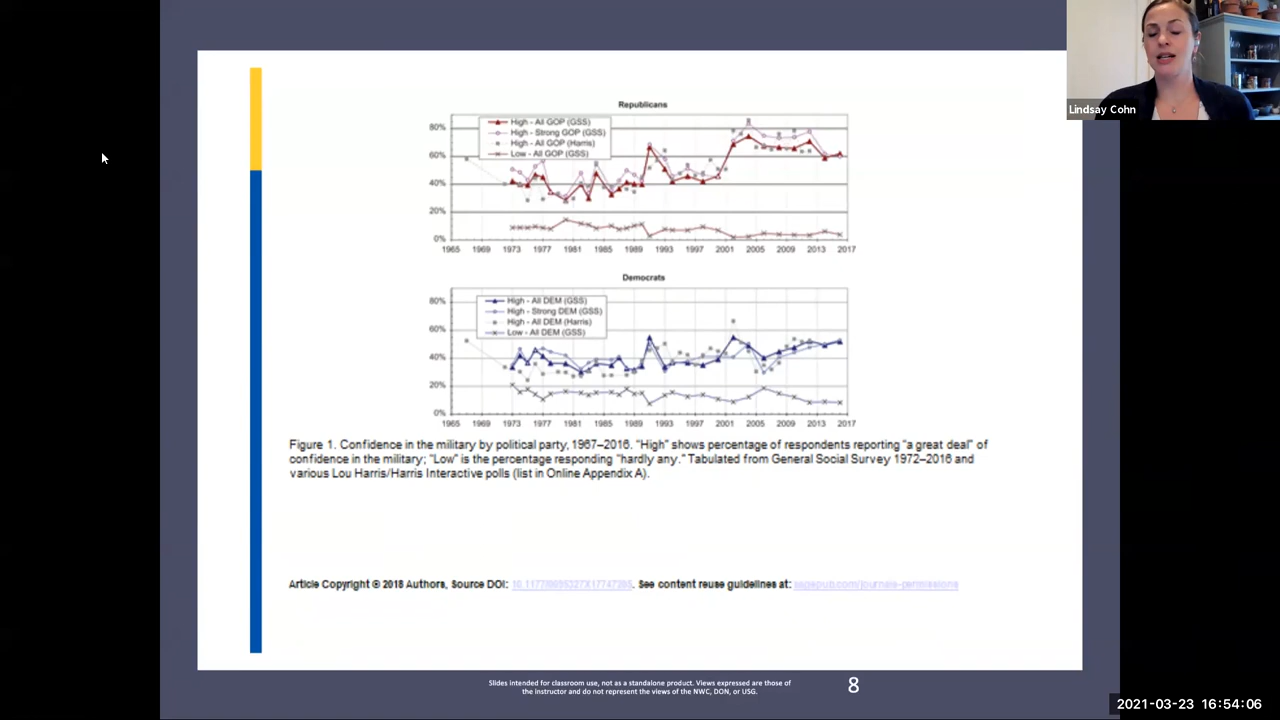 Lindsay Cohn
Republicans
High - All GOP (GSS)
High - Strong GOP (GSS)
High - All GOP (Harris)
Low - All GOP (GSS)
80%
60%
40%
20%
0%
1965 1969 1973 1977 1981 1985 1989 1993 1997 2001 2005 2009 2013 2017
Democrats
High - All DEM (GSS)
High - Strong DEM (GSS)
High - All DEM (Harris)
Low - All DEM (GSS)
80%
60%
40%
20%
0%
1965 1969 1973 1977 1981 1985 1989 1993 1997 2001 2005 2009 2013 2017
Figure 1. Confidence in the military by political party, 1967–2016. "High" shows percentage of respondents reporting "a great deal" of
confidence in the military; "Low" is the percentage responding "hardly any." Tabulated from General Social Survey 1972–2016 and
various Lou Harris/Harris Interactive polls (list in Online Appendix A).
Article Copyright © 2018 Authors, Source DOI: See content reuse guidelines at: sagepub.com/journals-permissions
Slides intended for classroom use, not as a standalone product. Views expressed are those of
the instructor and do not represent the views of the NWC, DON, or USG.
8
2021-03-23 16:54:06